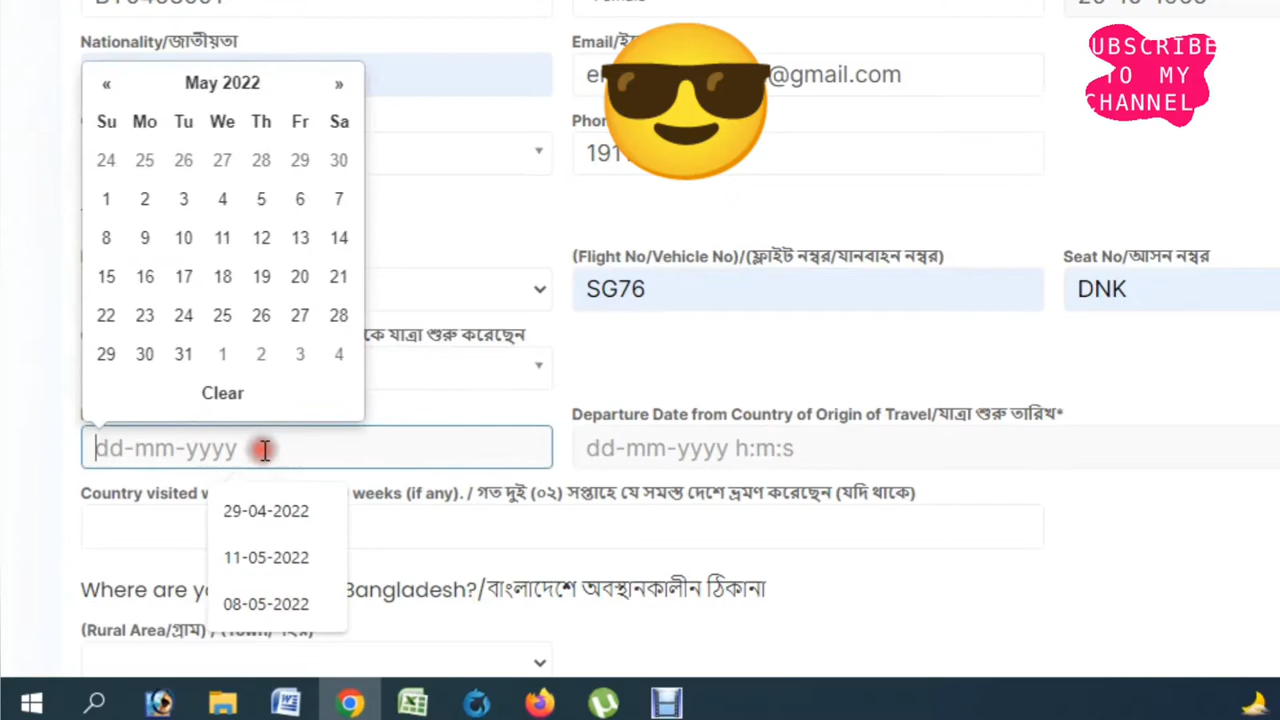 Nationality/জাতীয়তা
« May 2022 »
Su Mo Tu We Th Fr Sa
24 25 26 27 28 29 30
1 2 3 4 5 6 7
8 9 10 11 12 13 14
15 16 17 18 19 20 21
22 23 24 25 26 27 28
29 30 31 1 2 3 4
Clear
@gmail.com
191
SUBSCRIBE
TO MY
CHANNEL
(Flight No/Vehicle No)/(ফ্লাইট নম্বর/যানবাহন নম্বর)
SG76
Seat No/আসন নম্বর
DNK
কে যাত্রা শুরু করেছেন
dd-mm-yyyy
Departure Date from Country of Origin of Travel/যাত্রা শুরু তারিখ*
dd-mm-yyyy h:m:s
Country visited weeks (if any). / গত দুই (০২) সপ্তাহে যে সমস্ত দেশে ভ্রমণ করেছেন (যদি থাকে)
29-04-2022
11-05-2022
08-05-2022
Where are Bangladesh?/বাংলাদেশে অবস্থানকালীন ঠিকানা
(Rural Area/গ্রাম) /